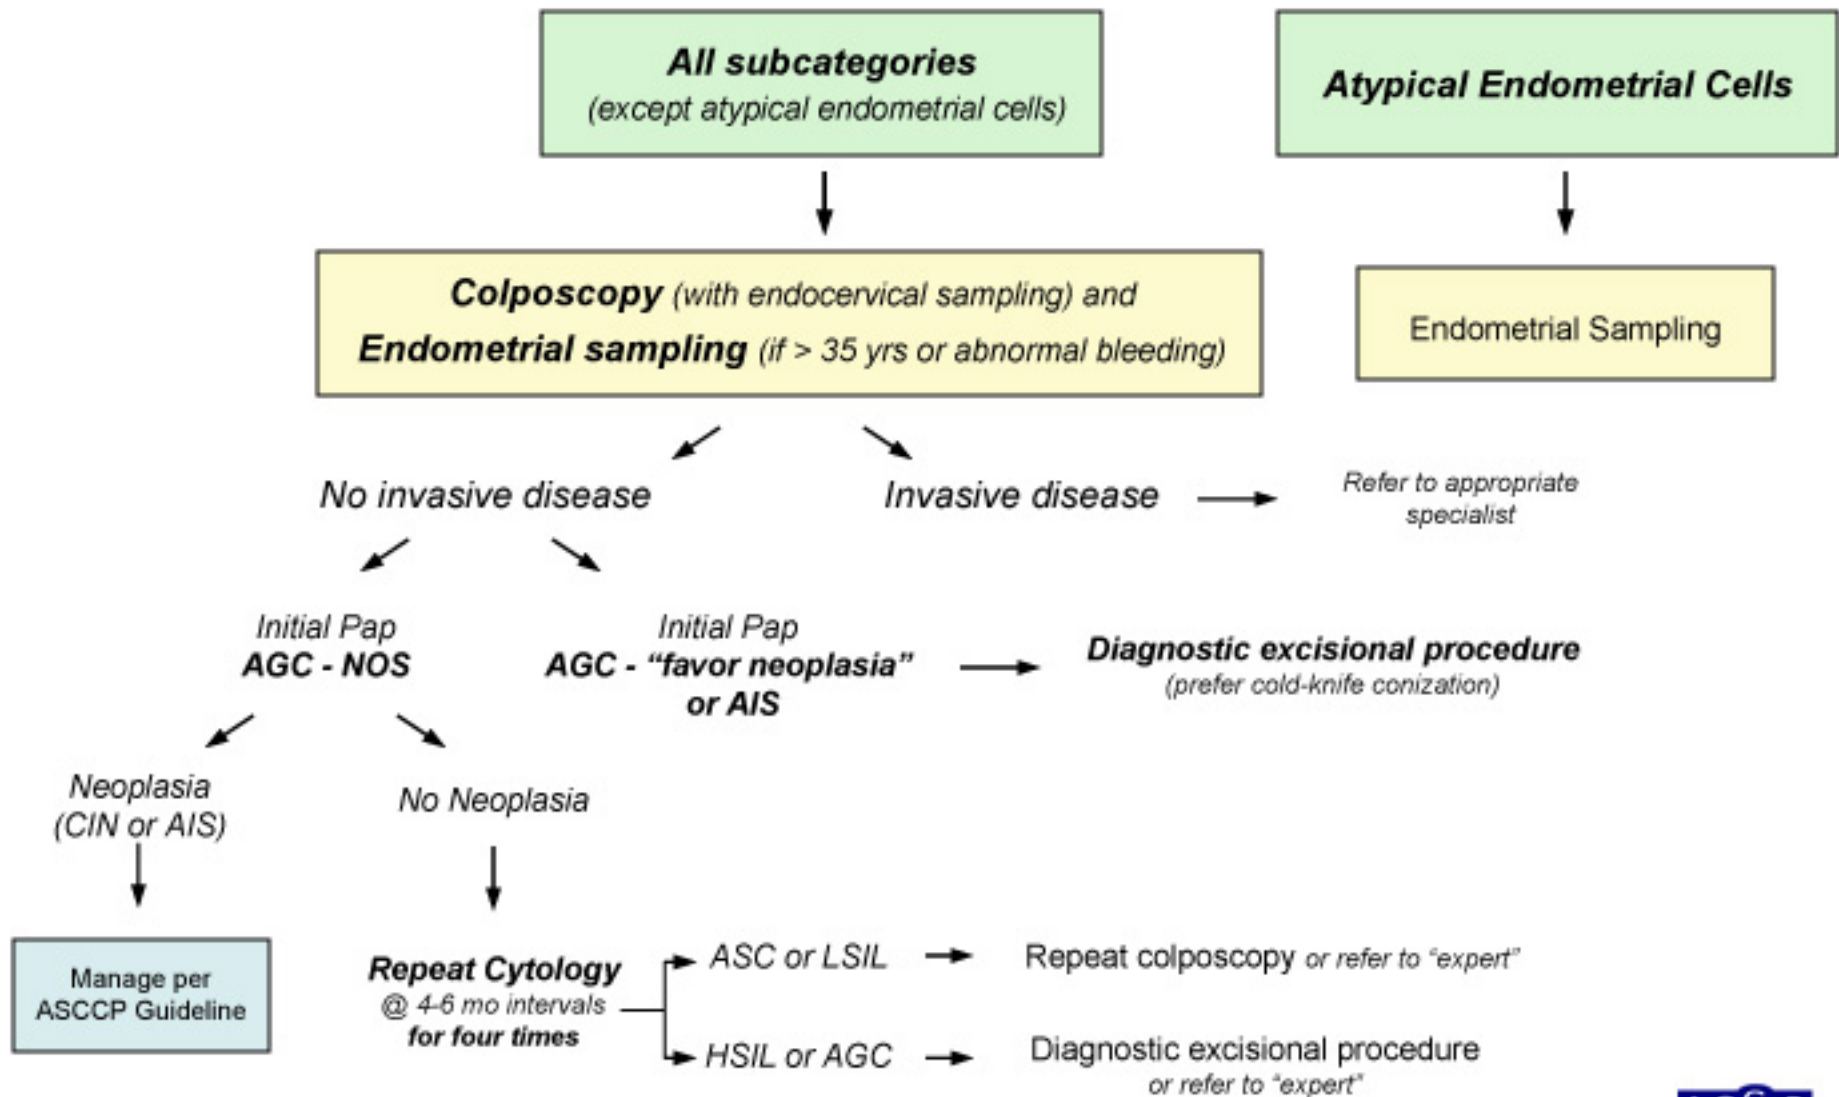 All subcategories
(except atypical endometrial cells)
Atypical Endometrial Cells
Colposcopy (with endocervical sampling) and
Endometrial sampling (if > 35 yrs or abnormal bleeding)
Endometrial Sampling
No invasive disease
Invasive disease
Refer to appropriate
specialist
Initial Pap
AGC - NOS
Initial Pap
AGC - “favor neoplasia”
or AIS
Diagnostic excisional procedure
(prefer cold-knife conization)
Neoplasia
(CIN or AIS)
No Neoplasia
Manage per
ASCCP Guideline
Repeat Cytology
@ 4-6 mo intervals
for four times
ASC or LSIL
Repeat colposcopy or refer to “expert”
HSIL or AGC
Diagnostic excisional procedure
or refer to “expert”